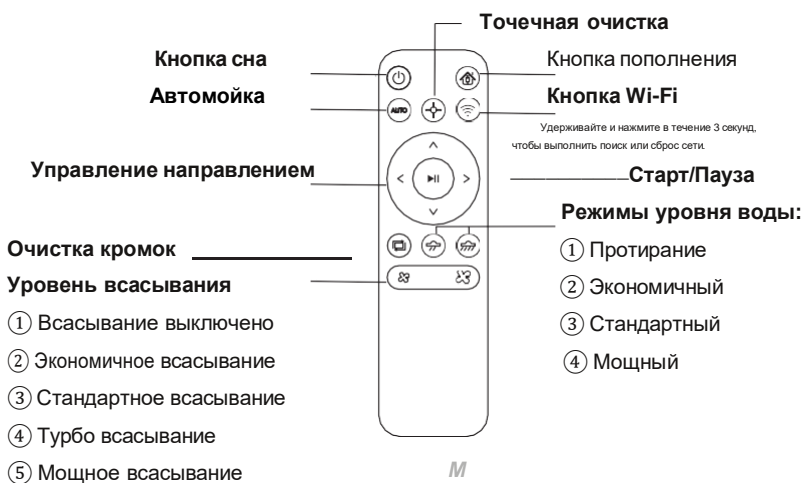 Точечная очистка
Кнопка сна
Кнопка пополнения
Автомойка
AUTO
Кнопка Wi-Fi
Удерживайте и нажмите в течение 3 секунд,
чтобы выполнить поиск или сброс сети.
Управление направлением
Старт/Пауза
Режимы уровня воды:
① Протирание
② Экономичный
③ Стандартный
④ Мощный
Очистка кромок
Уровень всасывания
① Всасывание выключено
② Экономичное всасывание
③ Стандартное всасывание
④ Турбо всасывание
⑤ Мощное всасывание
М